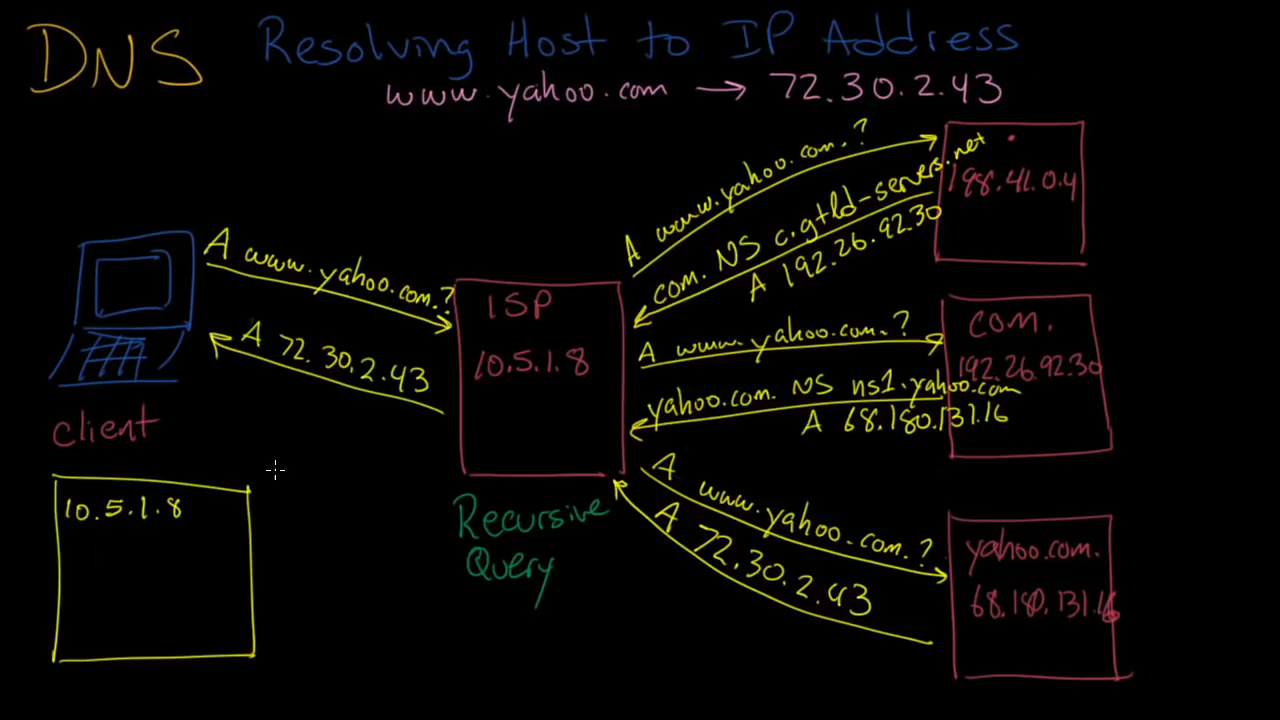 DNS Resolving Host to IP Address
www.yahoo.com → 72.30.2.43
A www.yahoo.com.?
A 72.30.2.43
client
10.5.1.8
ISP
10.5.1.8
Recursive
Query
A www.yahoo.com.?
com. NS c.gtld-servers.net
A 192.26.92.30
A www.yahoo.com.?
yahoo.com. NS ns1.yahoo.com
A 68.180.131.16
A www.yahoo.com.?
A 72.30.2.43
.
198.41.0.4
com.
192.26.92.30
yahoo.com.
68.180.131.16